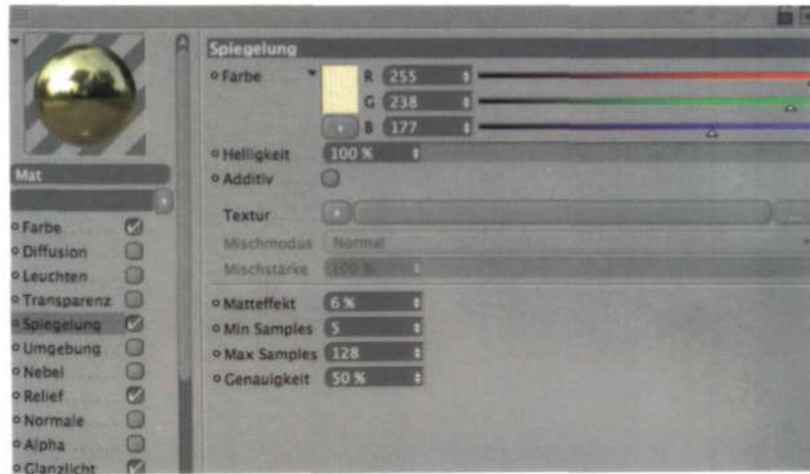 Spiegelung
Farbe
R 255
G 238
B 177
Helligkeit 100 %
Additiv
Textur
Mischmodus Normal
Mischstärke 100 %
Matteffekt 6 %
Min Samples 5
Max Samples 128
Genauigkeit 50 %
Mat
Farbe
Diffusion
Leuchten
Transparenz
Spiegelung
Umgebung
Nebel
Relief
Normale
Alpha
Glanzlicht